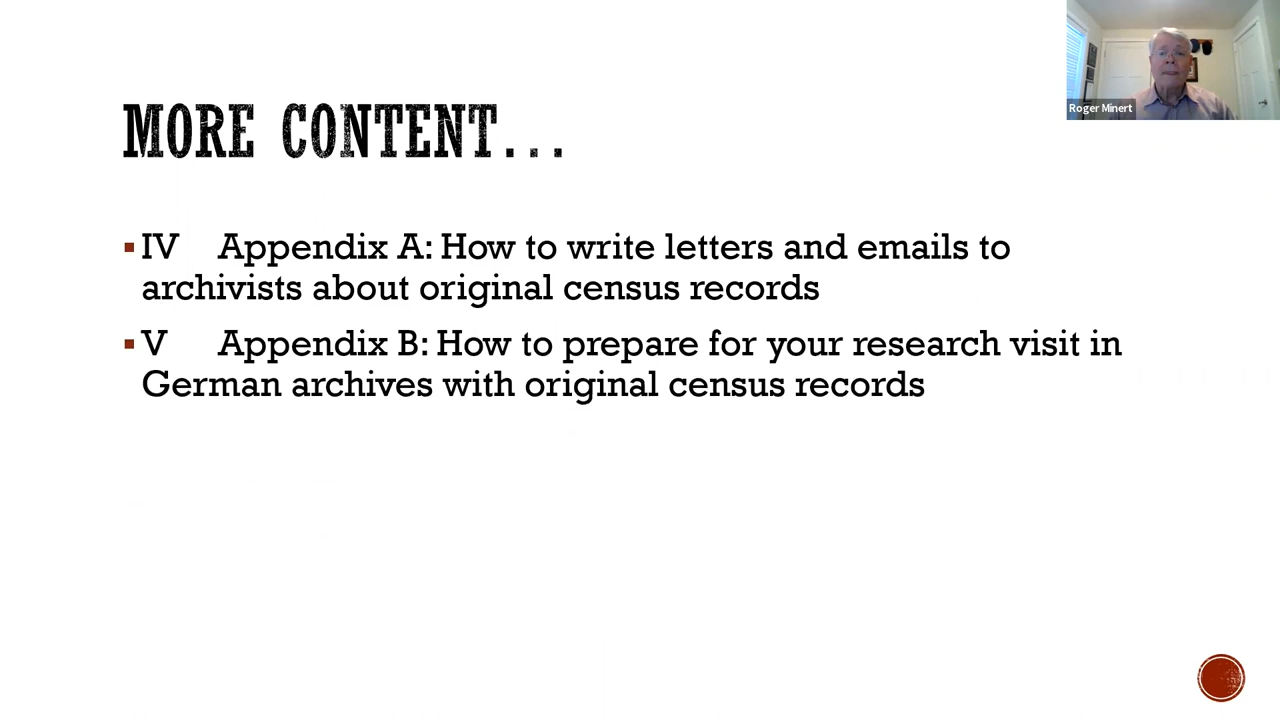 Roger Minert
MORE CONTENT...
▪IV Appendix A: How to write letters and emails to
archivists about original census records
▪V Appendix B: How to prepare for your research visit in
German archives with original census records